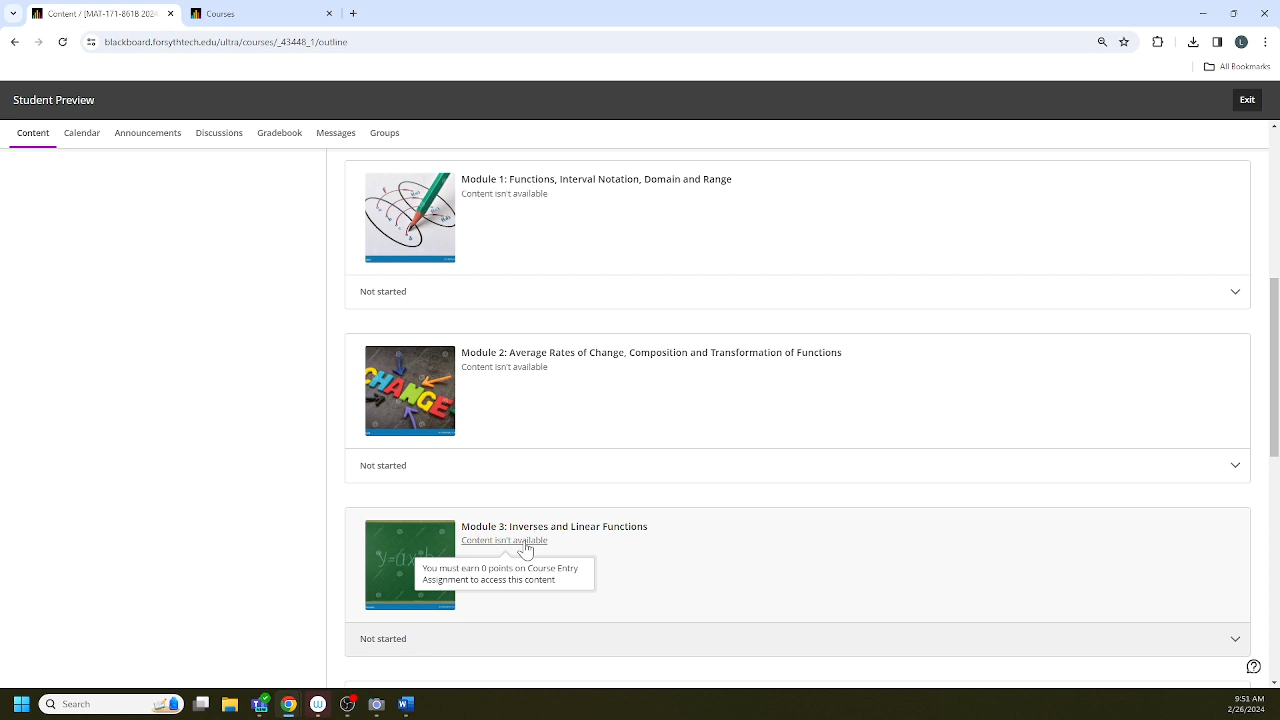 Content / [MAT-171-861B 2024
Courses
blackboard.forsythtech.edu/ultra/courses/_43448_1/outline
All Bookmarks
Student Preview
Exit
Content
Calendar
Announcements
Discussions
Gradebook
Messages
Groups
Module 1: Functions, Interval Notation, Domain and Range
Content isn't available
Not started
Module 2: Average Rates of Change, Composition and Transformation of Functions
Content isn't available
CHANGE
Not started
Module 3: Inverses and Linear Functions
Content isn't available
You must earn 0 points on Course Entry
Assignment to access this content
Not started
Search
9:51 AM
2/26/2024